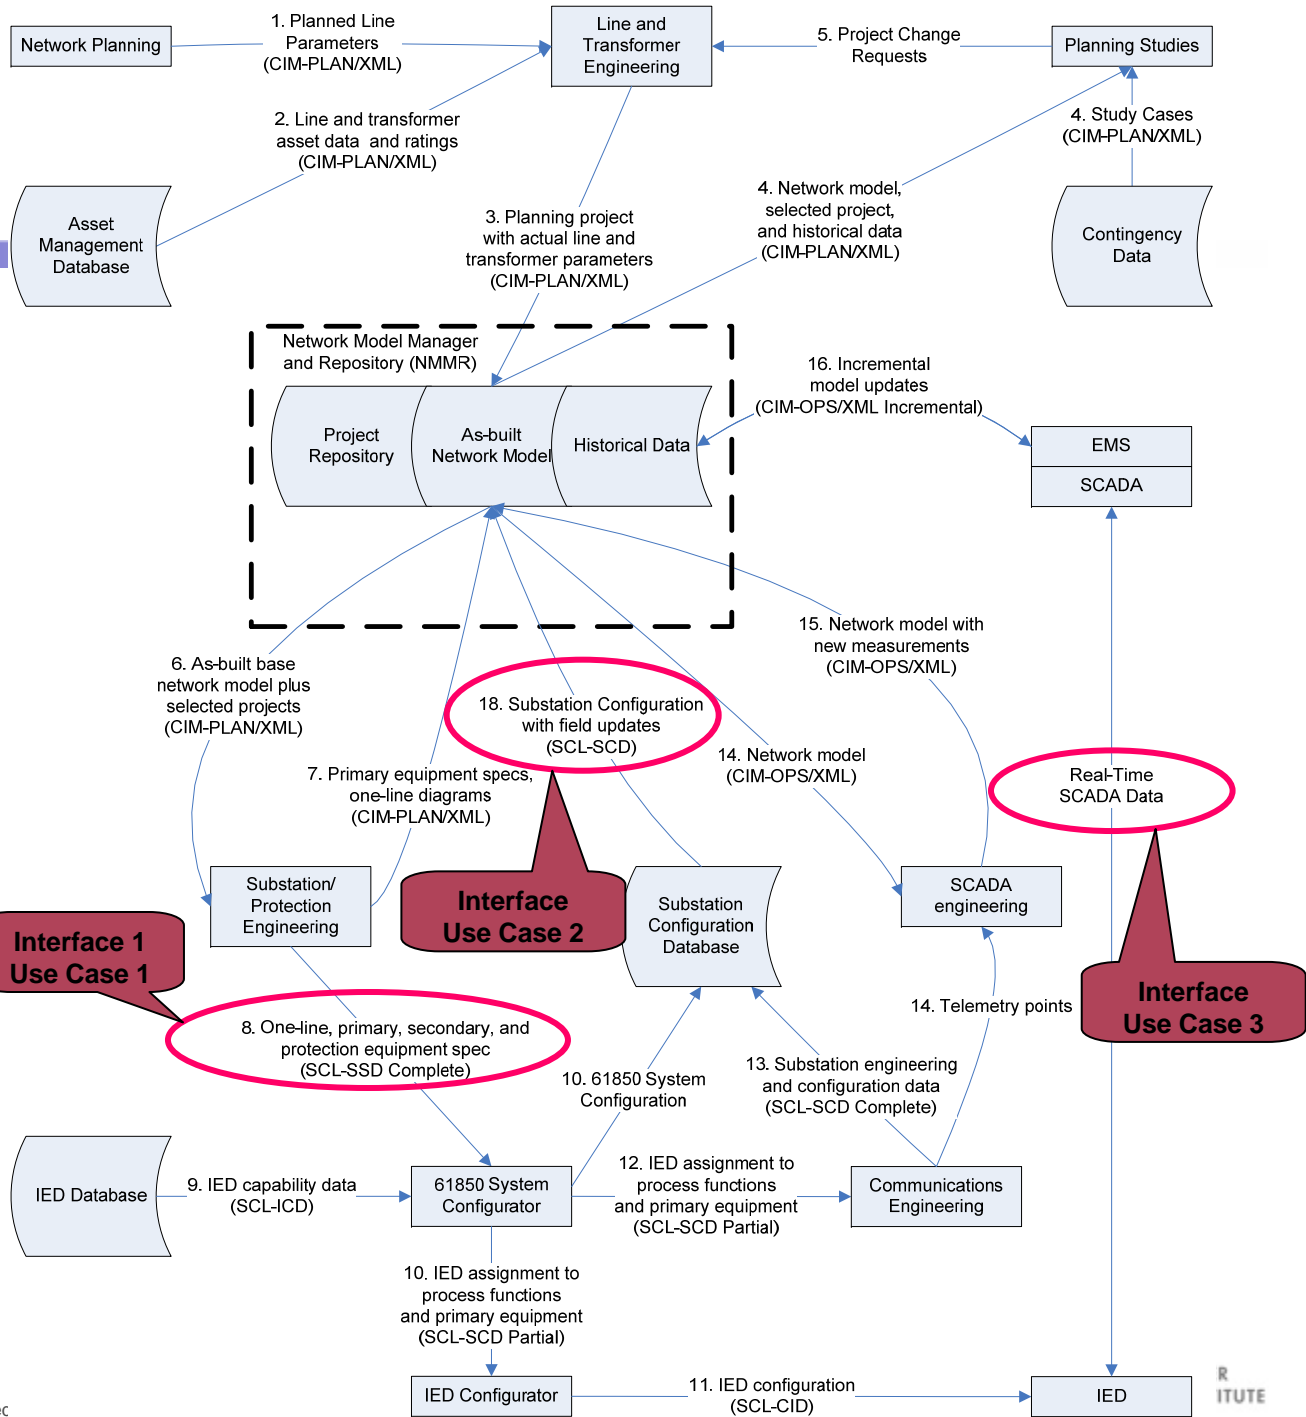 Network Planning
1. Planned Line
Parameters
(CIM-PLAN/XML)
Line and
Transformer
Engineering
5. Project Change
Requests
Planning Studies
2. Line and transformer
asset data and ratings
(CIM-PLAN/XML)
4. Study Cases
(CIM-PLAN/XML)
Asset
Management
Database
3. Planning project
with actual line and
transformer parameters
(CIM-PLAN/XML)
4. Network model,
selected project,
and historical data
(CIM-PLAN/XML)
Contingency
Data
Network Model Manager
and Repository (NMMR)
Project
Repository
As-built
Network Model
Historical Data
16. Incremental
model updates
(CIM-OPS/XML Incremental)
EMS
SCADA
6. As-built base
network model plus
selected projects
(CIM-PLAN/XML)
18. Substation Configuration
with field updates
(SCL-SCD)
15. Network model with
new measurements
(CIM-OPS/XML)
7. Primary equipment specs,
one-line diagrams
(CIM-PLAN/XML)
14. Network model
(CIM-OPS/XML)
Real-Time
SCADA Data
Substation/
Protection
Engineering
Interface
Use Case 2
Substation
Configuration
Database
SCADA
engineering
Interface 1
Use Case 1
Interface
Use Case 3
8. One-line, primary, secondary, and
protection equipment spec
(SCL-SSD Complete)
14. Telemetry points
10. 61850 System
Configuration
13. Substation engineering
and configuration data
(SCL-SCD Complete)
IED Database
9. IED capability data
(SCL-ICD)
61850 System
Configurator
12. IED assignment to
process functions
and primary equipment
(SCL-SCD Partial)
Communications
Engineering
10. IED assignment to
process functions
and primary equipment
(SCL-SCD Partial)
IED Configurator
11. IED configuration
(SCL-CID)
IED
R
ITUTE